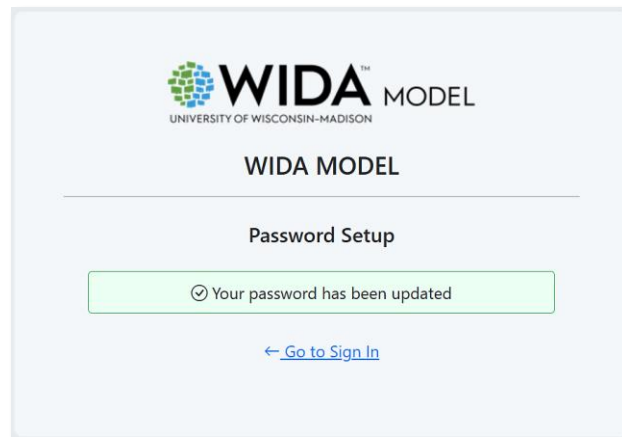 WIDA™ MODEL
UNIVERSITY OF WISCONSIN–MADISON
WIDA MODEL
Password Setup
Your password has been updated
← Go to Sign In